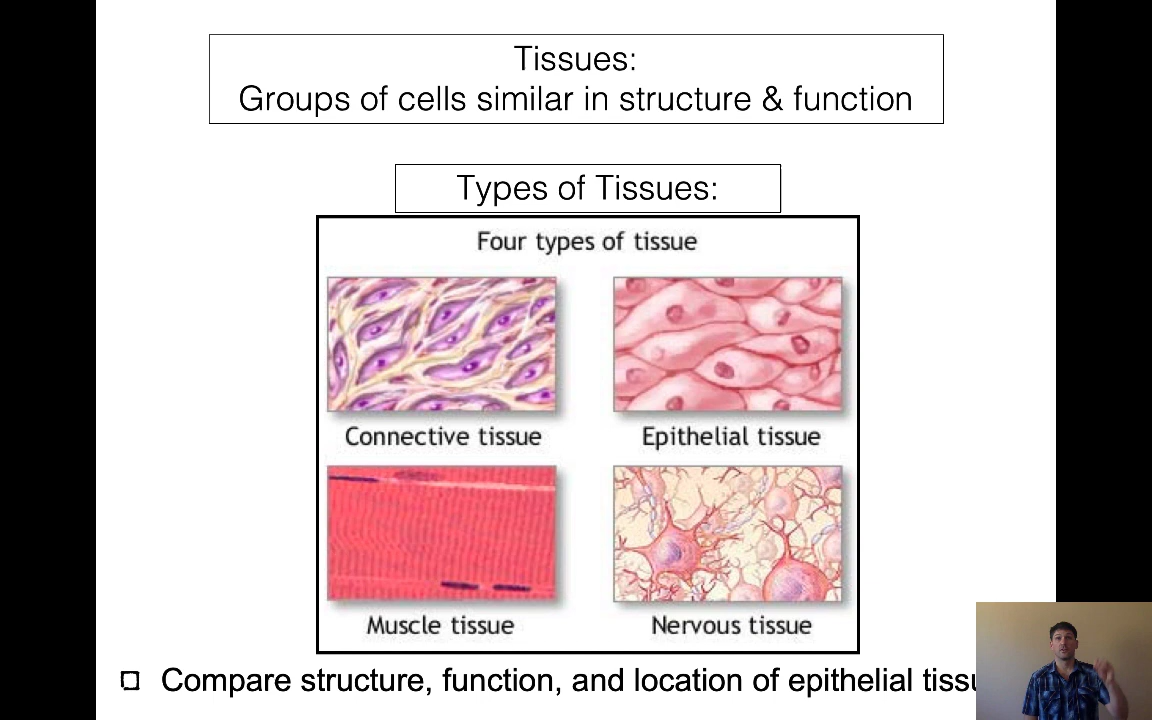 Tissues:
Groups of cells similar in structure & function
Types of Tissues:
Four types of tissue
Connective tissue
Epithelial tissue
Muscle tissue
Nervous tissue
Compare structure, function, and location of epithelial